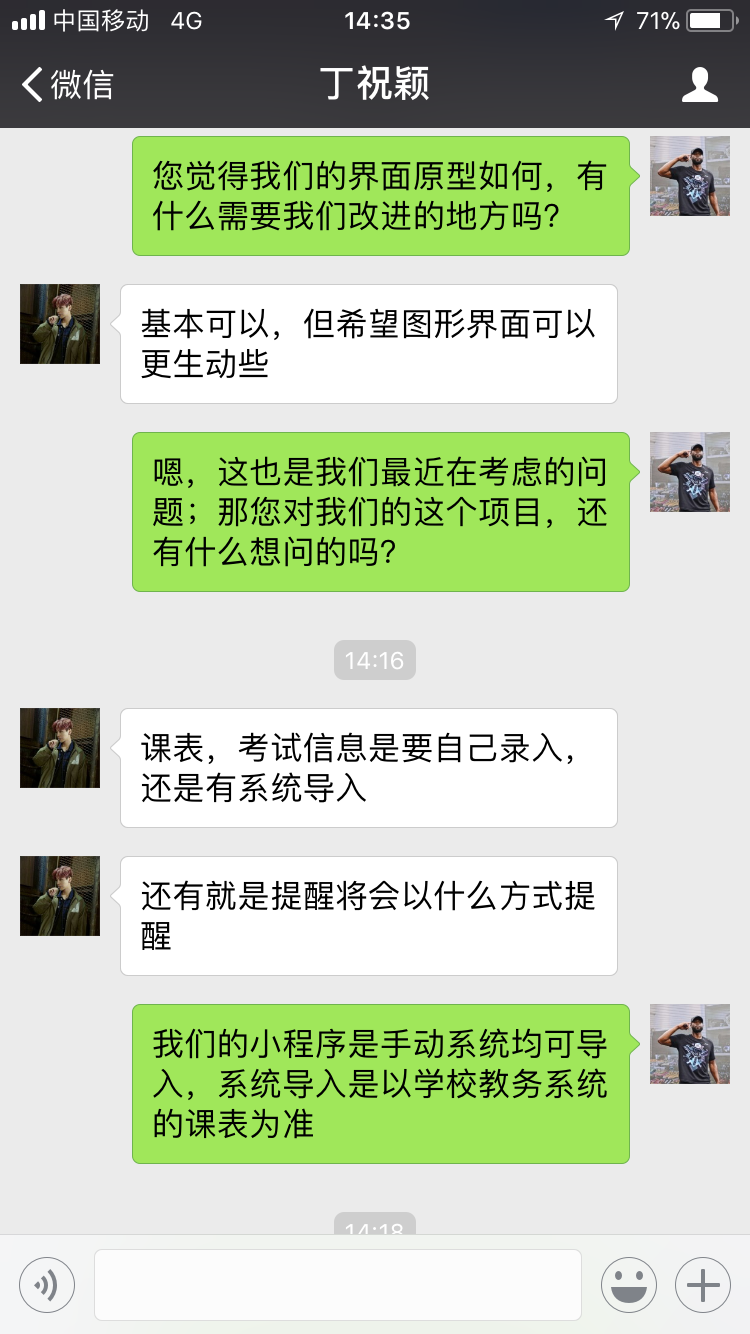 中国移动 4G 14:35 71%
微信 丁祝颖
您觉得我们的界面原型如何，有
什么需要我们改进的地方吗？
基本可以，但希望图形界面可以
更生动些
嗯，这也是我们最近在考虑的问
题；那您对我们的这个项目，还
有什么想问的吗？
14:16
课表，考试信息是要自己录入，
还是有系统导入
还有就是提醒将会以什么方式提
醒
我们的小程序是手动系统均可导
入，系统导入是以学校教务系统
的课表为准
14:18